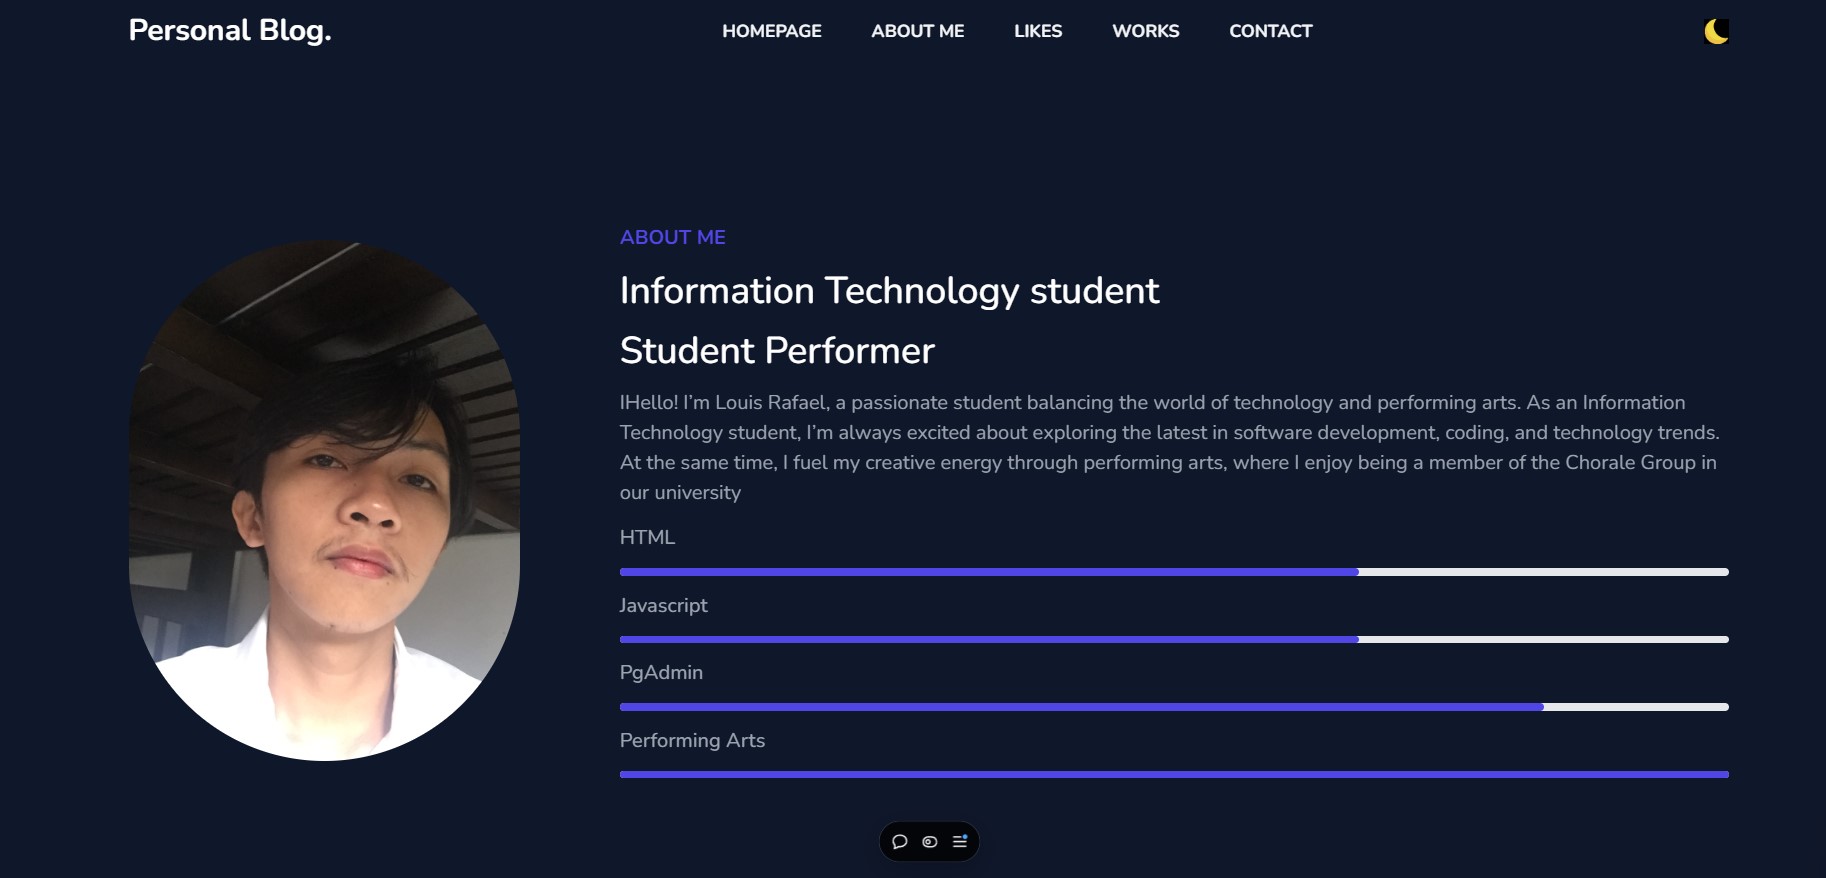 Personal Blog.
HOMEPAGE
ABOUT ME
LIKES
WORKS
CONTACT
ABOUT ME
Information Technology student
Student Performer
IHello! I’m Louis Rafael, a passionate student balancing the world of technology and performing arts. As an Information
Technology student, I’m always excited about exploring the latest in software development, coding, and technology trends.
At the same time, I fuel my creative energy through performing arts, where I enjoy being a member of the Chorale Group in
our university
HTML
Javascript
PgAdmin
Performing Arts